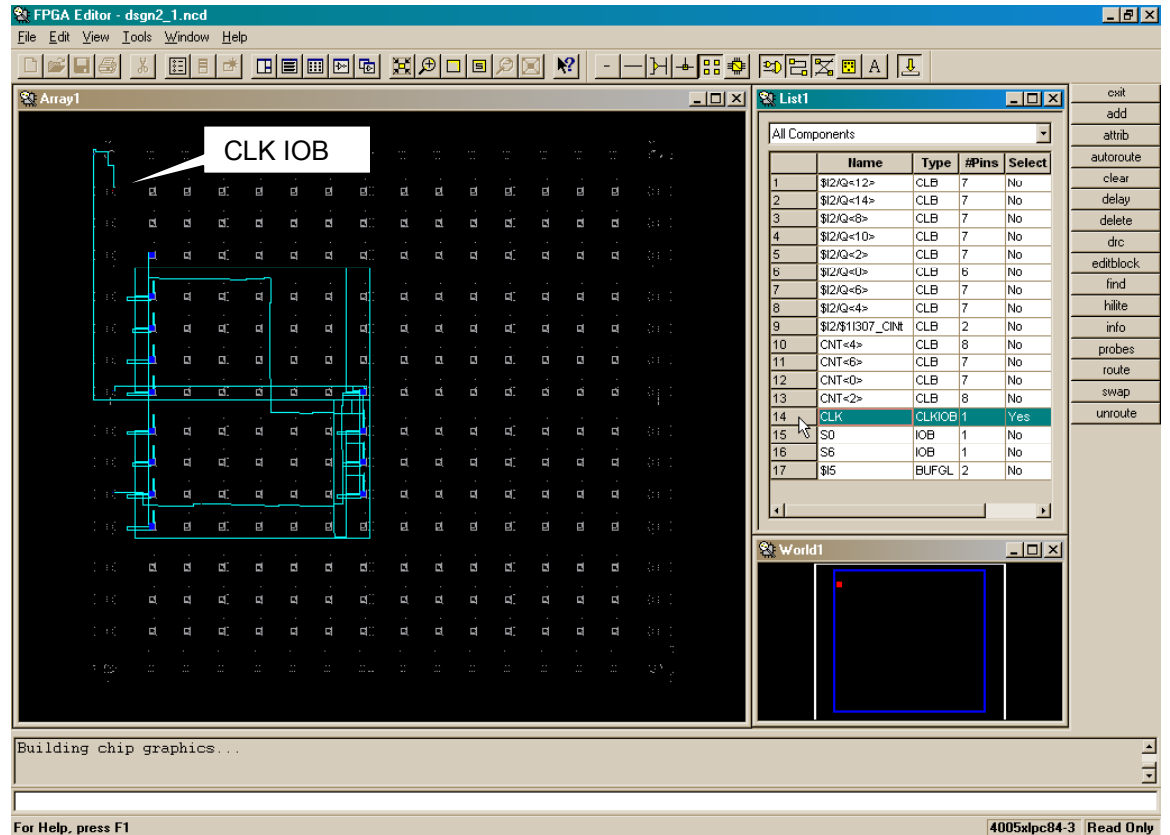 FPGA Editor - dsgn2_1.ncd
File Edit View Tools Window Help
Array1
CLK IOB
List1
All Components
Name Type #Pins Select
1 $I2/Q<12> CLB 7 No
2 $I2/Q<14> CLB 7 No
3 $I2/Q<8> CLB 7 No
4 $I2/Q<10> CLB 7 No
5 $I2/Q<2> CLB 7 No
6 $I2/Q<0> CLB 6 No
7 $I2/Q<6> CLB 7 No
8 $I2/Q<4> CLB 7 No
9 $I2/$1I307_CINt CLB 2 No
10 CNT<4> CLB 8 No
11 CNT<6> CLB 7 No
12 CNT<0> CLB 7 No
13 CNT<2> CLB 8 No
14 CLK CLKIOB 1 Yes
15 S0 IOB 1 No
16 S6 IOB 1 No
17 $I5 BUFGL 2 No
World1
exit
add
attrib
autoroute
clear
delay
delete
drc
editblock
find
hilite
info
probes
route
swap
unroute
Building chip graphics...
For Help, press F1
4005xlpc84-3 Read Only